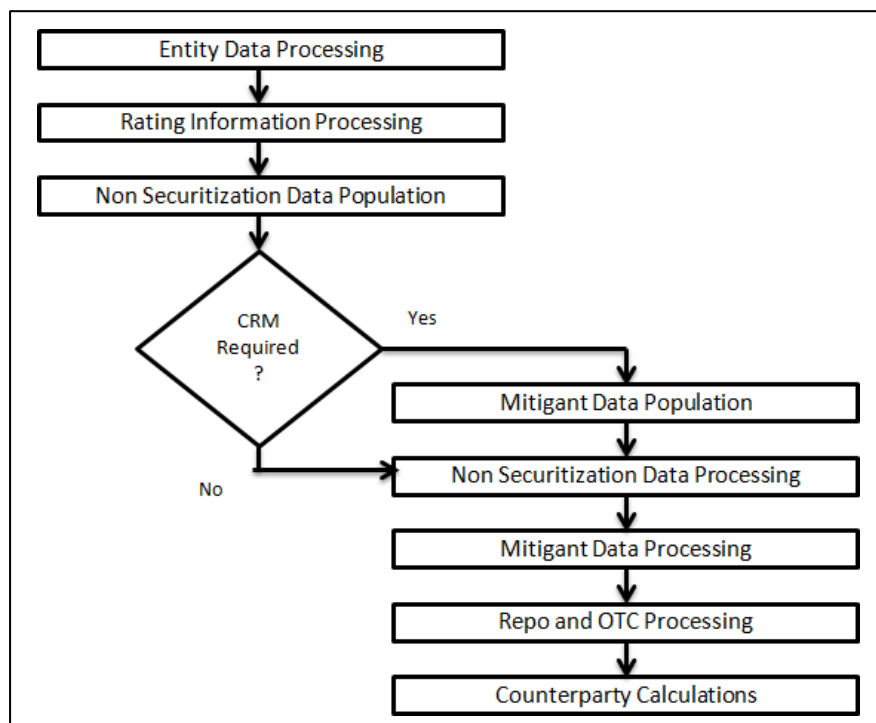 Entity Data Processing
Rating Information Processing
Non Securitization Data Population
CRM
Required
?
Yes
No
Mitigant Data Population
Non Securitization Data Processing
Mitigant Data Processing
Repo and OTC Processing
Counterparty Calculations